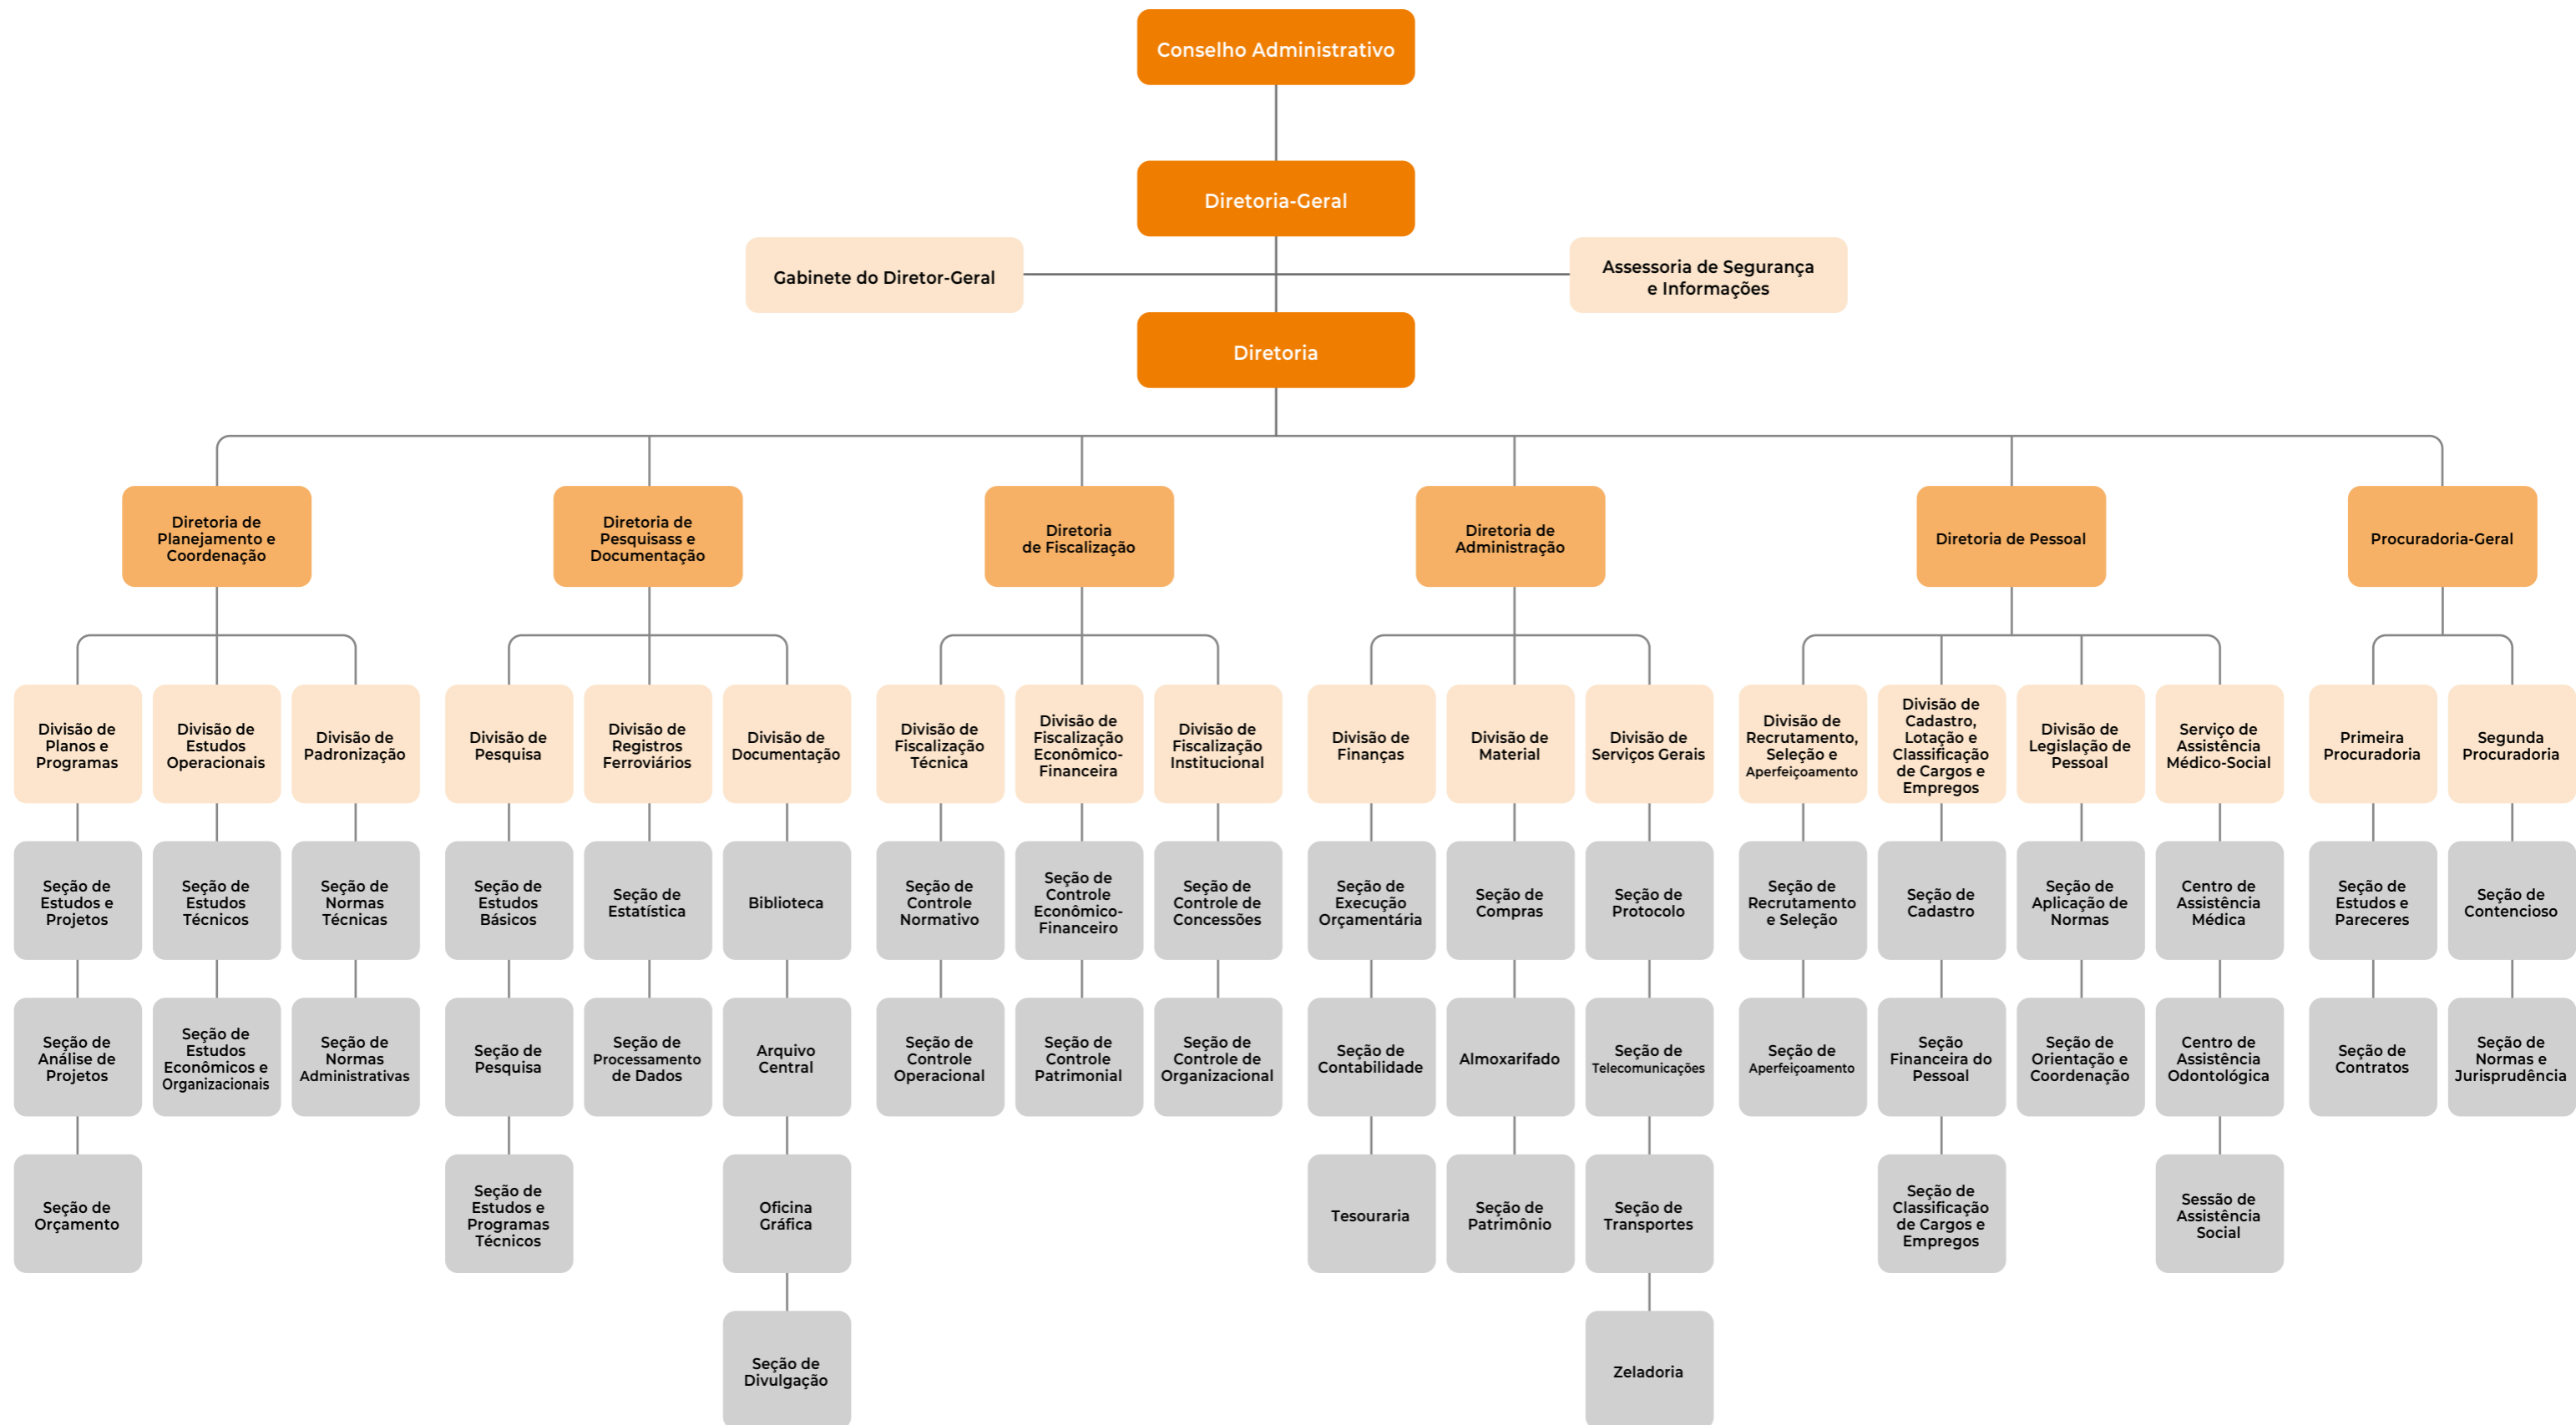 Conselho Administrativo
Diretoria-Geral
Gabinete do Diretor-Geral
Assessoria de Segurança
e Informações
Diretoria
Diretoria de
Planejamento e
Coordenação
Diretoria de
Pesquisass e
Documentação
Diretoria
de Fiscalização
Diretoria de
Administração
Diretoria de Pessoal
Procuradoria-Geral
Divisão de
Planos e
Programas
Divisão de
Estudos
Operacionais
Divisão de
Padronização
Divisão de
Pesquisa
Divisão de
Registros
Ferroviários
Divisão de
Documentação
Divisão de
Fiscalização
Técnica
Divisão de
Fiscalização
Econômico-
Financeira
Divisão de
Fiscalização
Institucional
Divisão de
Finanças
Divisão de
Material
Divisão de
Serviços Gerais
Divisão de
Recrutamento,
Seleção e
Aperfeiçoamento
Divisão de
Cadastro,
Lotação e
Classificação
de Cargos e
Empregos
Divisão de
Legislação de
Pessoal
Serviço de
Assistência
Médico-Social
Primeira
Procuradoria
Segunda
Procuradoria
Seção de
Estudos e
Projetos
Seção de
Estudos
Técnicos
Seção de
Normas
Técnicas
Seção de
Estudos
Básicos
Seção de
Estatística
Biblioteca
Seção de
Controle
Normativo
Seção de
Controle
Econômico-
Financeiro
Seção de
Controle de
Concessões
Seção de
Execução
Orçamentária
Seção de
Compras
Seção de
Protocolo
Seção de
Recrutamento
e Seleção
Seção de
Cadastro
Seção de
Aplicação de
Normas
Centro de
Assistência
Médica
Seção de
Estudos e
Pareceres
Seção de
Contencioso
Seção de
Análise de
Projetos
Seção de
Estudos
Econômicos e
Organizacionais
Seção de
Normas
Administrativas
Seção de
Pesquisa
Seção de
Processamento
de Dados
Arquivo
Central
Seção de
Controle
Operacional
Seção de
Controle
Patrimonial
Seção de
Controle de
Organizacional
Seção de
Contabilidade
Almoxarifado
Seção de
Telecomunicações
Seção de
Aperfeiçoamento
Seção
Financeira do
Pessoal
Seção de
Orientação e
Coordenação
Centro de
Assistência
Odontológica
Seção de
Contratos
Seção de
Normas e
Jurisprudência
Seção de
Orçamento
Seção de
Estudos e
Programas
Técnicos
Oficina
Gráfica
Tesouraria
Seção de
Patrimônio
Seção de
Transportes
Seção de
Classificação
de Cargos e
Empregos
Sessão de
Assistência
Social
Seção de
Divulgação
Zeladoria